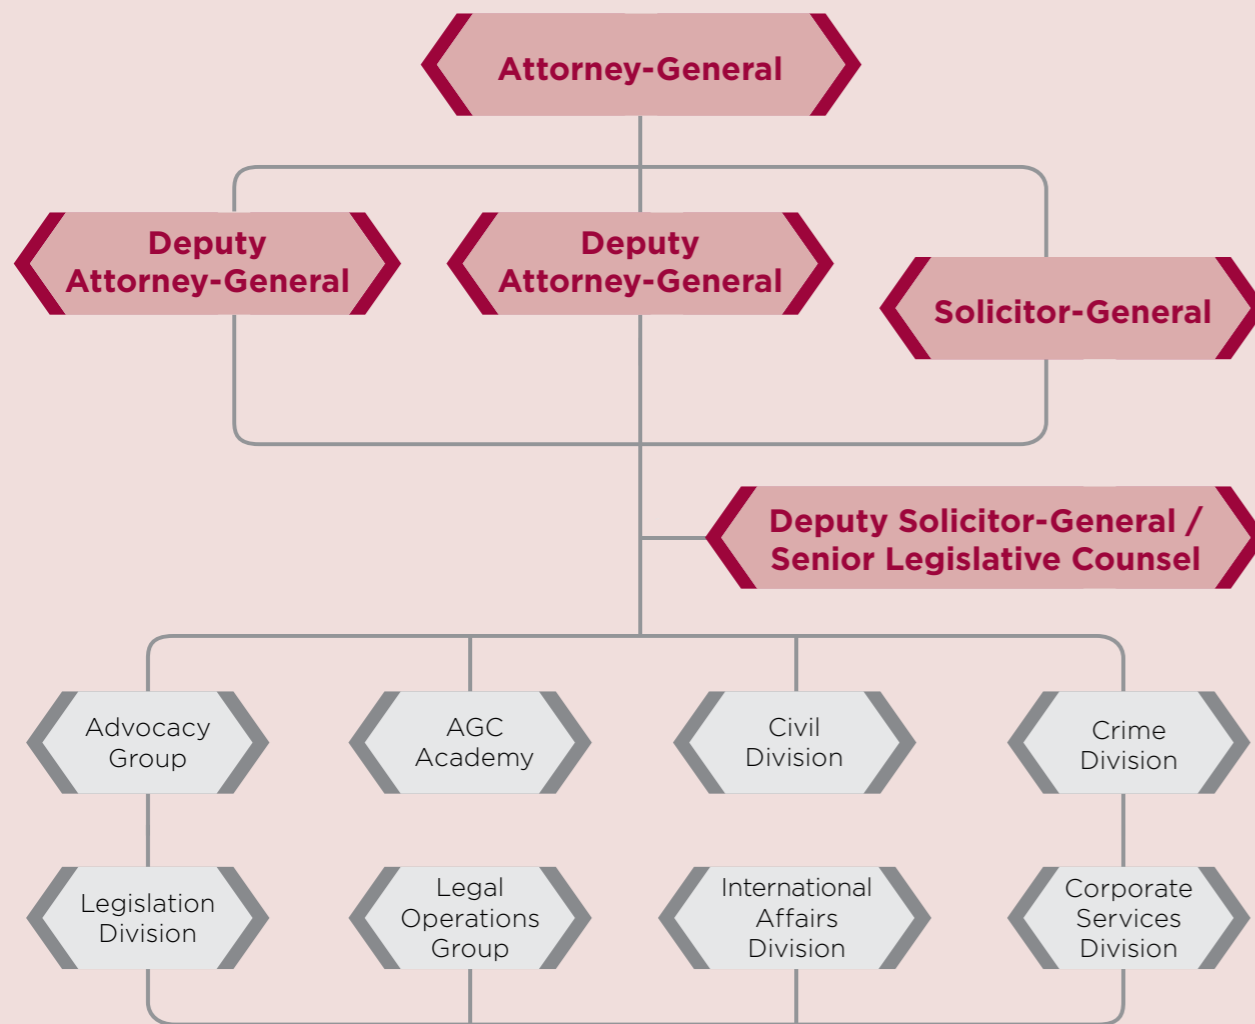 Attorney-General
Deputy
Attorney-General
Deputy
Attorney-General
Solicitor-General
Deputy Solicitor-General /
Senior Legislative Counsel
Advocacy
Group
AGC
Academy
Civil
Division
Crime
Division
Legislation
Division
Legal
Operations
Group
International
Affairs
Division
Corporate
Services
Division